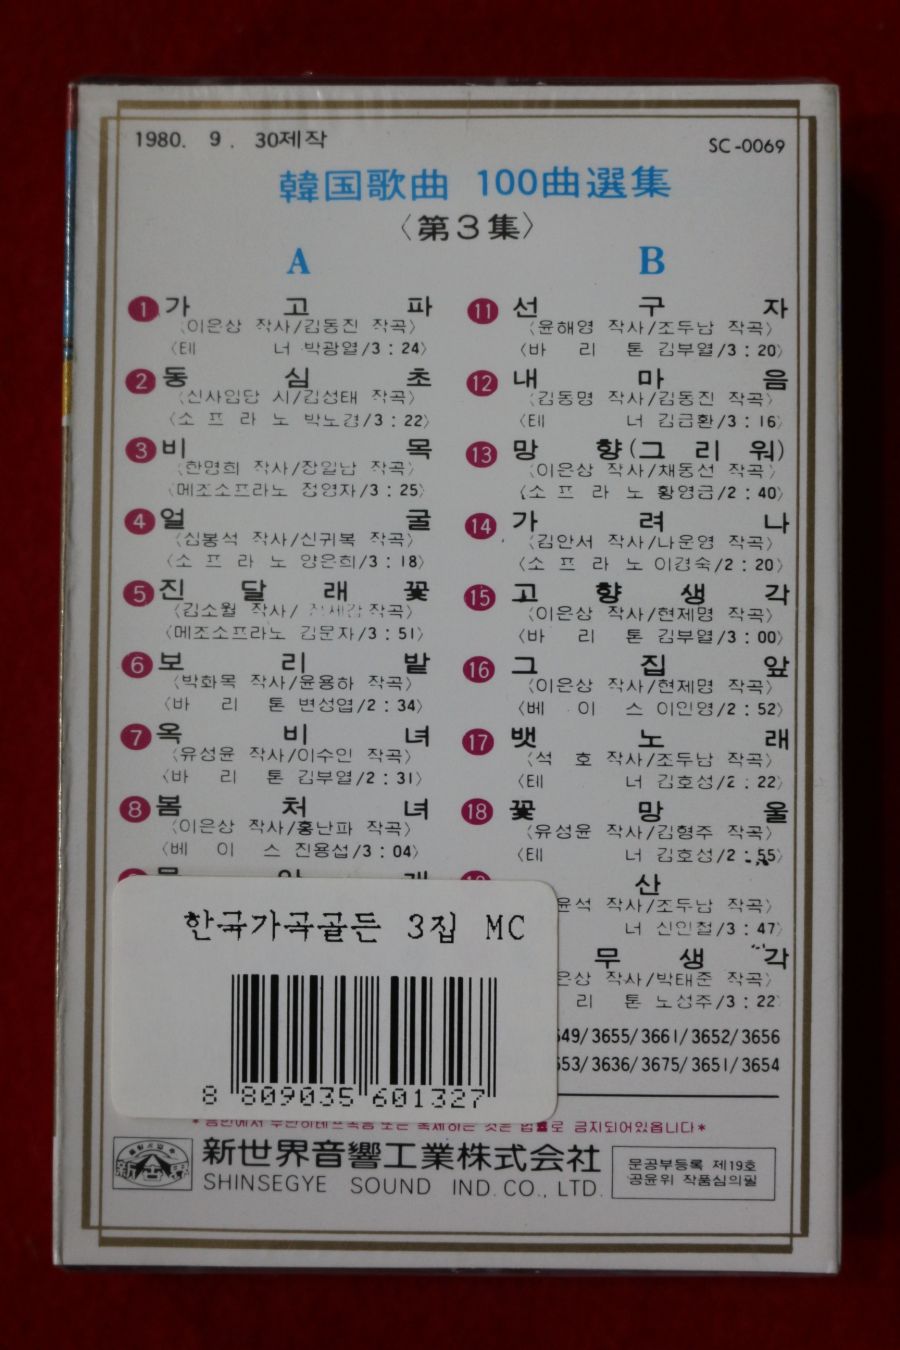 1980. 9. 30제작
SC-0069
韓国歌曲 100曲選集
〈第3集〉
A
1 가고파
〈이은상 작사/김동진 작곡〉
〈테너 박광열/3:24〉
2 동심초
〈신사임당 시/김성태 작곡〉
〈소프라노 박노경/3:22〉
3 비목
〈한명희 작사/장일남 작곡〉
〈메조소프라노 정영자/3:25〉
4 얼굴
〈심봉석 작사/신귀복 작곡〉
〈소프라노 양은희/3:18〉
5 진달래꽃
〈김소월 작사/ 작곡〉
〈메조소프라노 김문자/3:51〉
6 보리밭
〈박화목 작사/윤용하 작곡〉
〈바리톤 변성엽/2:34〉
7 옥비녀
〈유성윤 작사/이수인 작곡〉
〈바리톤 김부열/2:31〉
8 봄처녀
〈이은상 작사/홍난파 작곡〉
〈베이스 진용섭/3:04〉
B
11 선구자
〈윤해영 작사/조두남 작곡〉
〈바리톤 김부열/3:20〉
12 내마음
〈김동명 작사/김동진 작곡〉
〈테너 김금환/3:16〉
13 망향(그리워)
〈이은상 작사/채동선 작곡〉
〈소프라노 황영금/2:40〉
14 가려나
〈김안서 작사/나운영 작곡〉
〈소프라노 이경숙/2:20〉
15 고향생각
〈이은상 작사/현제명 작곡〉
〈바리톤 김부열/3:00〉
16 그집앞
〈이은상 작사/현제명 작곡〉
〈베이스 이인영/2:52〉
17 뱃노래
〈석호 작사/조두남 작곡〉
〈테너 김호성/2:22〉
18 꽃망울
〈유성윤 작사/김형주 작곡〉
〈테너 김호성/2:55〉
산
윤석 작사/조두남 작곡〉
너 신인철/3:47〉
무생각
은상 작사/박태준 작곡〉
리톤 노성주/3:22〉
649/3655/3661/3652/3656
653/3636/3675/3651/3654
한국가곡골든 3집 MC
8 809035 601327
금지되어있읍니다*
新世界音響工業株式会社
SHINSEGYE SOUND IND. CO., LTD.
문공부등록 제19호
공윤위 작품심의필